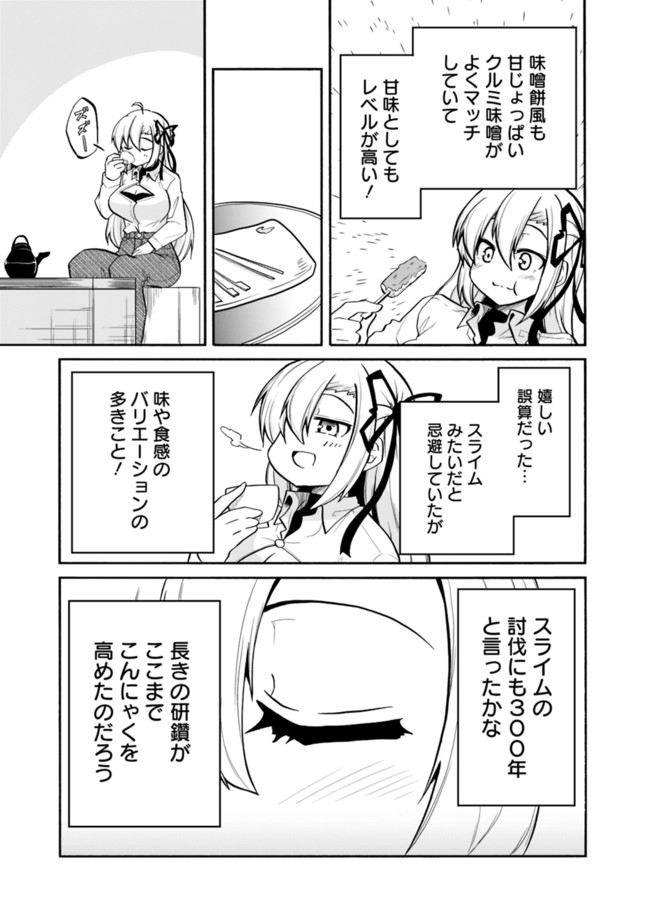 味噌餅風も
甘じょっぱい
クルミ味噌が
よくマッチ
していて
甘味としても
レベルが高い！
ズズー
嬉しい
誤算だった…
スライム
みたいだと
忌避していたが
味や食感の
バリエーションの
多きこと！
スライムの
討伐にも３００年
と言ったかな
長きの研鑽が
ここまで
こんにゃくを
高めたのだろう